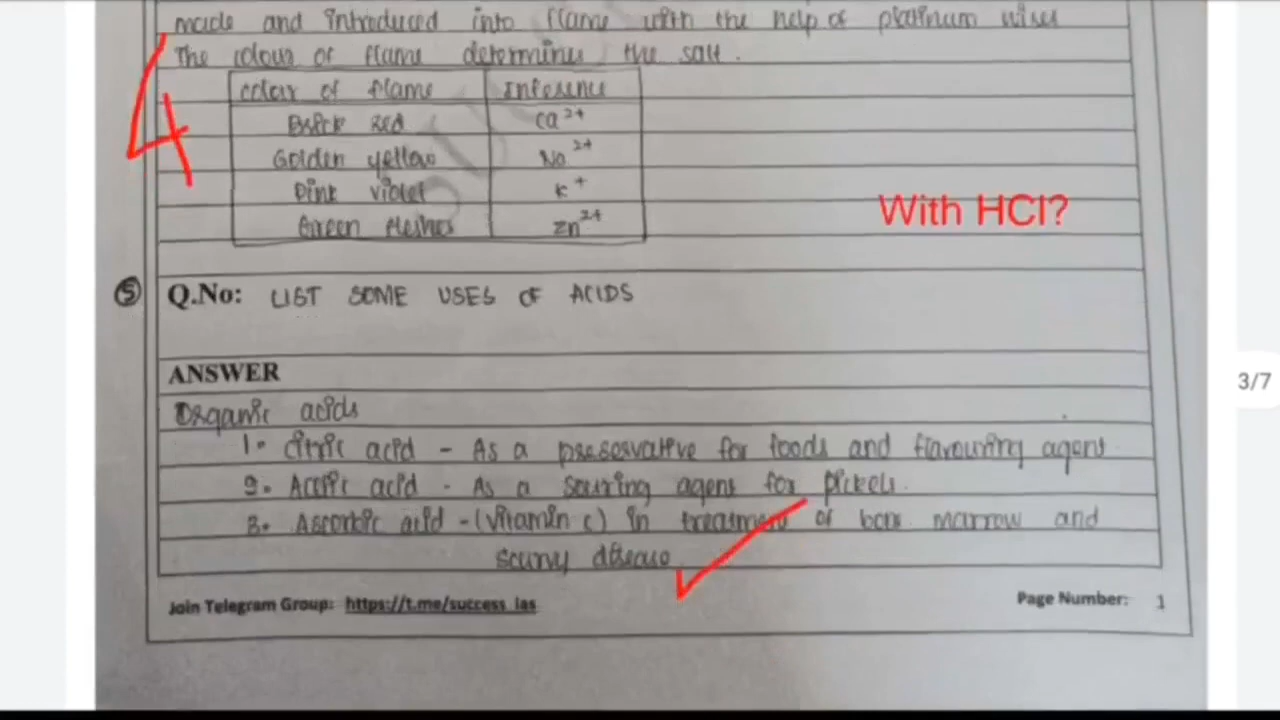 made and introduced into flame with the help of platinum wires
The colour of flame determines the salt.
colour of flame Inference
Brick Red Ca²⁺
Golden yellow Na²⁺
Pink violet K⁺
Green fleshes Zn²⁺
4
With HCl?
⑤ Q.No: LIST SOME USES OF ACIDS
3/7
ANSWER
Organic acids
1. citric acid - As a preservative for foods and flavouring agent
2. Acetic acid - As a souring agent for pickels.
3. Ascorbic acid - (vitamin c) in treatment of bone marrow and
scurvy disease
Join Telegram Group: https://t.me/success_ias Page Number: 1